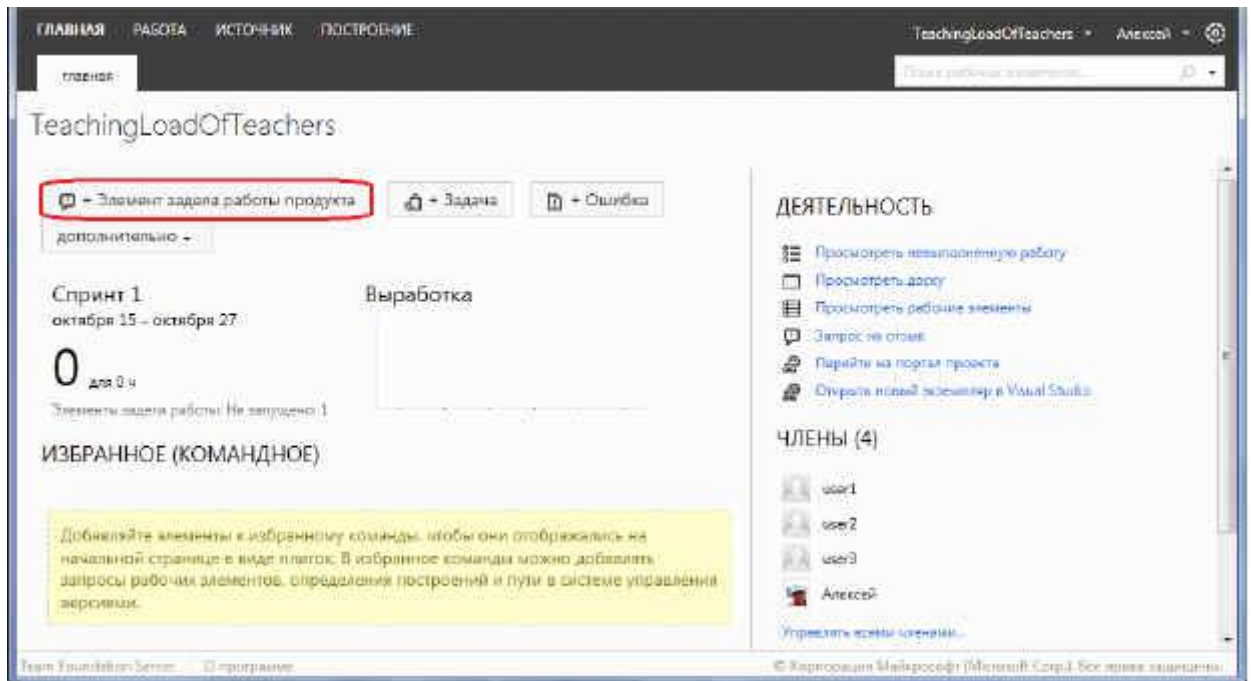 ГЛАВНАЯ РАБОТА ИСТОЧНИК ПОСТРОЕНИЕ
TeachingLoadOfTeachers Алексей
главная
Поиск рабочих элементов...
TeachingLoadOfTeachers
+ Элемент задела работы продукта
+ Задача
+ Ошибка
дополнительно
Спринт 1
октября 15 - октября 27
0 для 0 ч
Элементы задела работы: Не запущено: 1
Выработка
ИЗБРАННОЕ (КОМАНДНОЕ)
Добавляйте элементы к избранному команды, чтобы они отображались на
начальной странице в виде плиток. В избранное команды можно добавлять
запросы рабочих элементов, определения построений и пути в системе управления
версиями.
ДЕЯТЕЛЬНОСТЬ
Просмотреть невыполненную работу
Просмотреть доску
Просмотреть рабочие элементы
Запрос на отзыв
Перейти на портал проекта
Открыть новый экземпляр в Visual Studio
ЧЛЕНЫ (4)
user1
user2
user3
Алексей
Управлять всеми членами...
Team Foundation Server О программе
© Корпорация Майкрософт (Microsoft Corp.). Все права защищены.